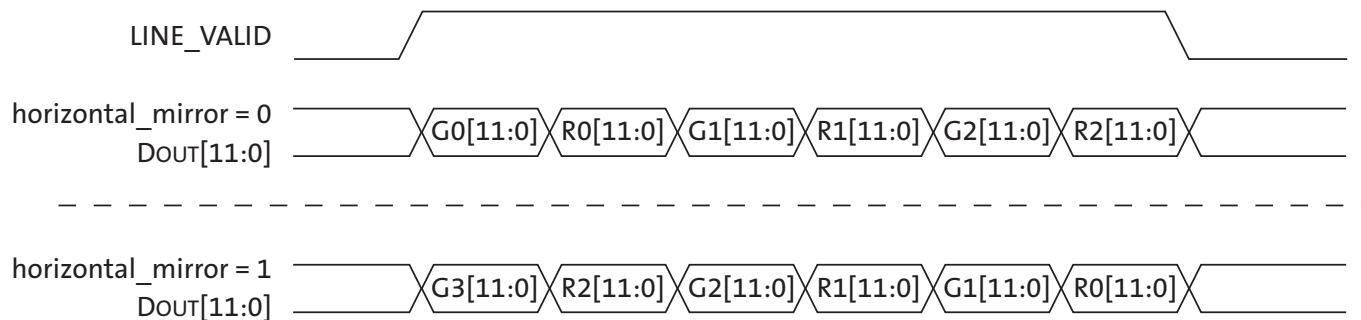 LINE_VALID
horizontal_mirror = 0
DOUT[11:0]
G0[11:0] R0[11:0] G1[11:0] R1[11:0] G2[11:0] R2[11:0]
horizontal_mirror = 1
DOUT[11:0]
G3[11:0] R2[11:0] G2[11:0] R1[11:0] G1[11:0] R0[11:0]